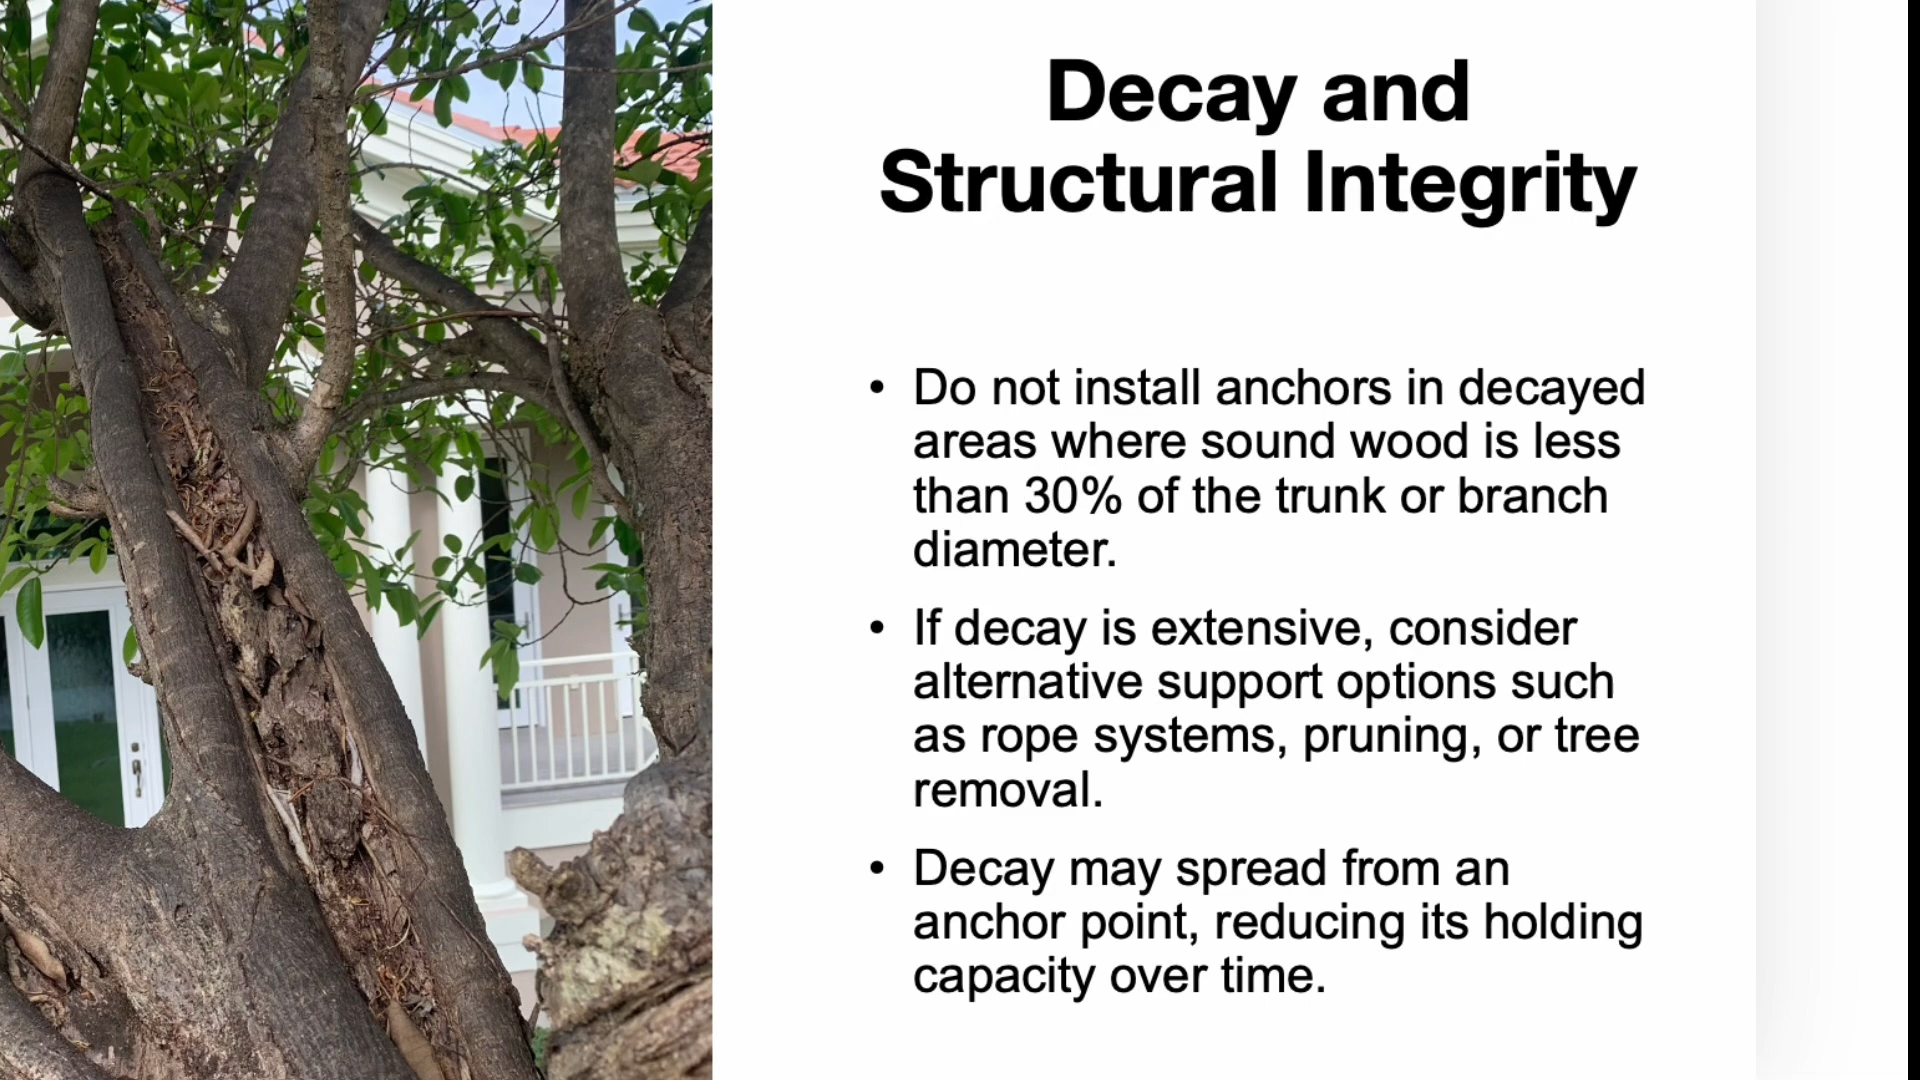 Decay and
Structural Integrity
• Do not install anchors in decayed
areas where sound wood is less
than 30% of the trunk or branch
diameter.
• If decay is extensive, consider
alternative support options such
as rope systems, pruning, or tree
removal.
• Decay may spread from an
anchor point, reducing its holding
capacity over time.